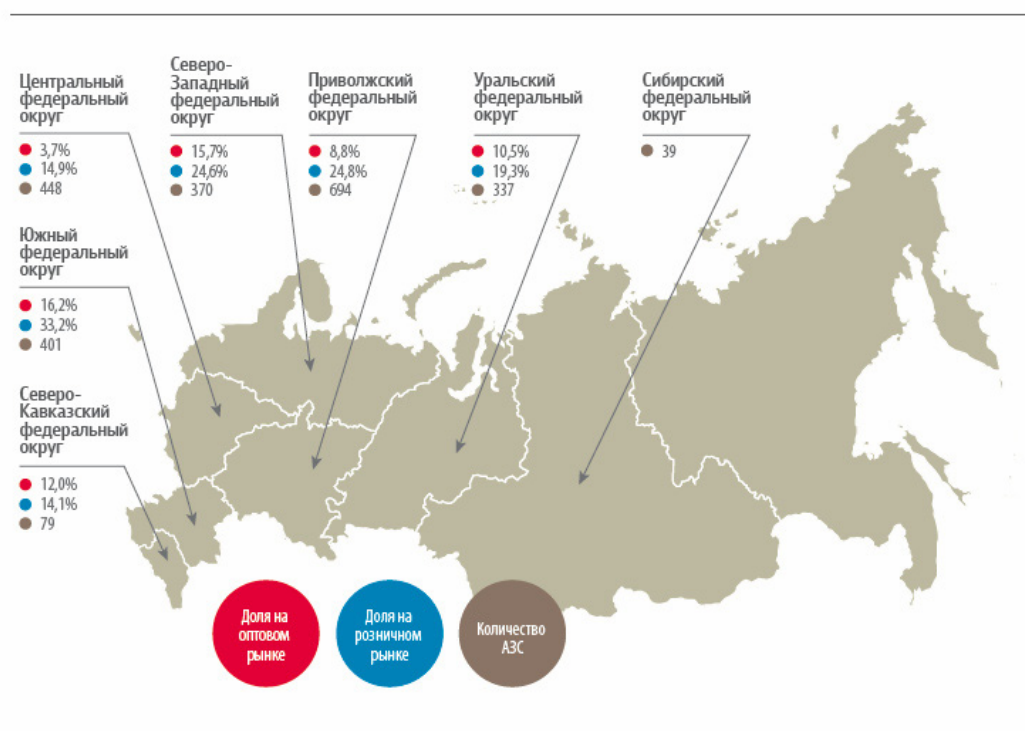 Центральный
федеральный
округ
3,7%
14,9%
448
Северо-
Западный
федеральный
округ
15,7%
24,6%
370
Приволжский
федеральный
округ
8,8%
24,8%
694
Уральский
федеральный
округ
10,5%
19,3%
337
Сибирский
федеральный
округ
39
Южный
федеральный
округ
16,2%
33,2%
401
Северо-
Кавказский
федеральный
округ
12,0%
14,1%
79
Доля на
оптовом
рынке
Доля на
розничном
рынке
Количество
АЗС